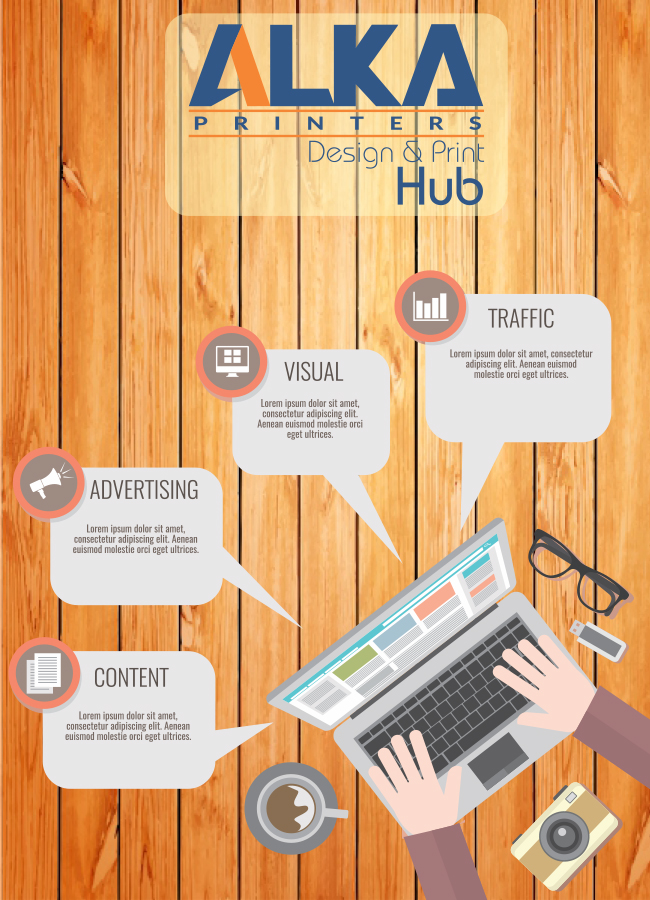 ALKA
PRINTERS
Design & Print
Hub
TRAFFIC
Lorem ipsum dolor sit amet, consectetur
adipiscing elit. Aenean euismod
molestie orci eget ultrices.
VISUAL
Lorem ipsum dolor sit amet,
consectetur adipiscing elit.
Aenean euismod molestie orci
eget ultrices.
ADVERTISING
Lorem ipsum dolor sit amet,
consectetur adipiscing elit. Aenean
euismod molestie orci eget ultrices.
CONTENT
Lorem ipsum dolor sit amet,
consectetur adipiscing elit. Aenean
euismod molestie orci eget ultrices.